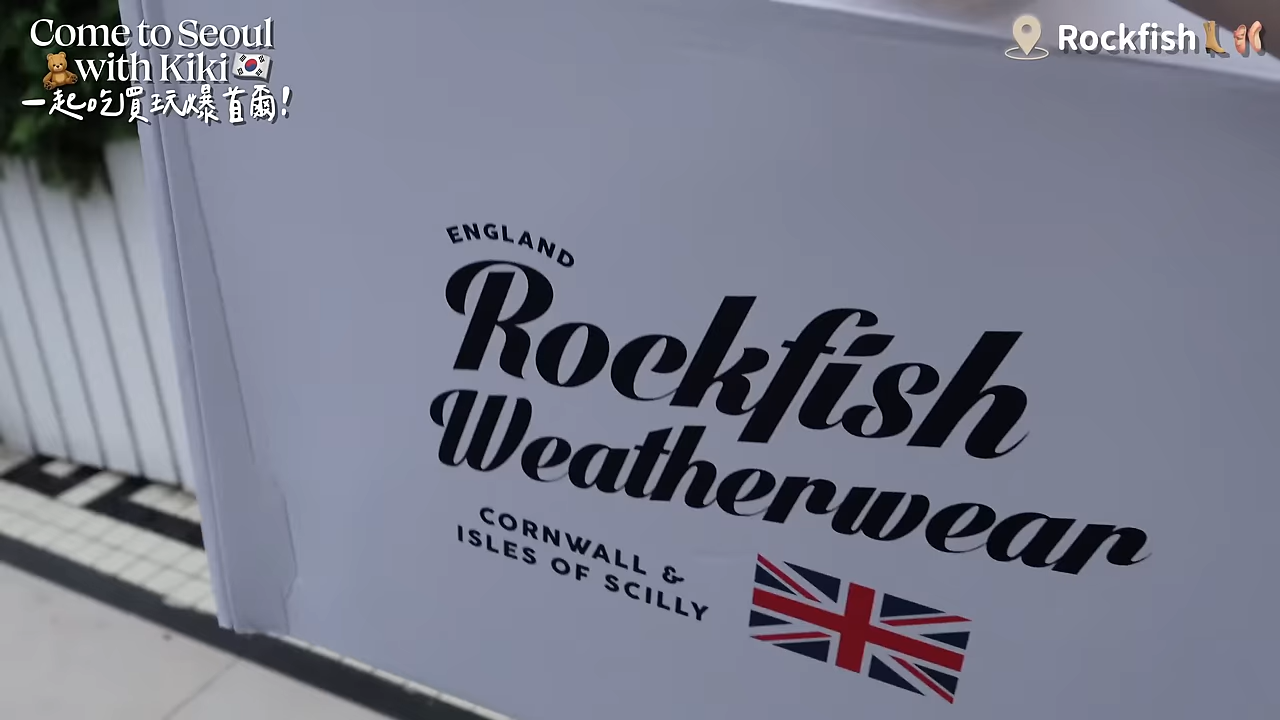 Come to Seoul
with Kiki
一起吃買玩爆首爾!
Rockfish
ENGLAND
Rockfish
Weatherwear
CORNWALL &
ISLES OF SCILLY